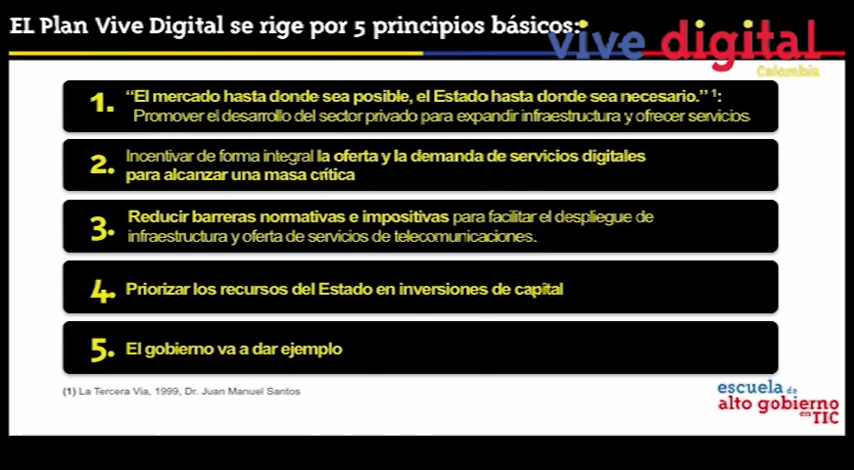 EL Plan Vive Digital se rige por 5 principios básicos:
vive digital
Colombia
1. “El mercado hasta donde sea posible, el Estado hasta donde sea necesario.” 1:
Promover el desarrollo del sector privado para expandir infraestructura y ofrecer servicios
2. Incentivar de forma integral la oferta y la demanda de servicios digitales
para alcanzar una masa crítica
3. Reducir barreras normativas e impositivas para facilitar el despliegue de
infraestructura y oferta de servicios de telecomunicaciones.
4. Priorizar los recursos del Estado en inversiones de capital
5. El gobierno va a dar ejemplo
(1) La Tercera Vía, 1999, Dr. Juan Manuel Santos
escuela de
alto gobierno
en TIC